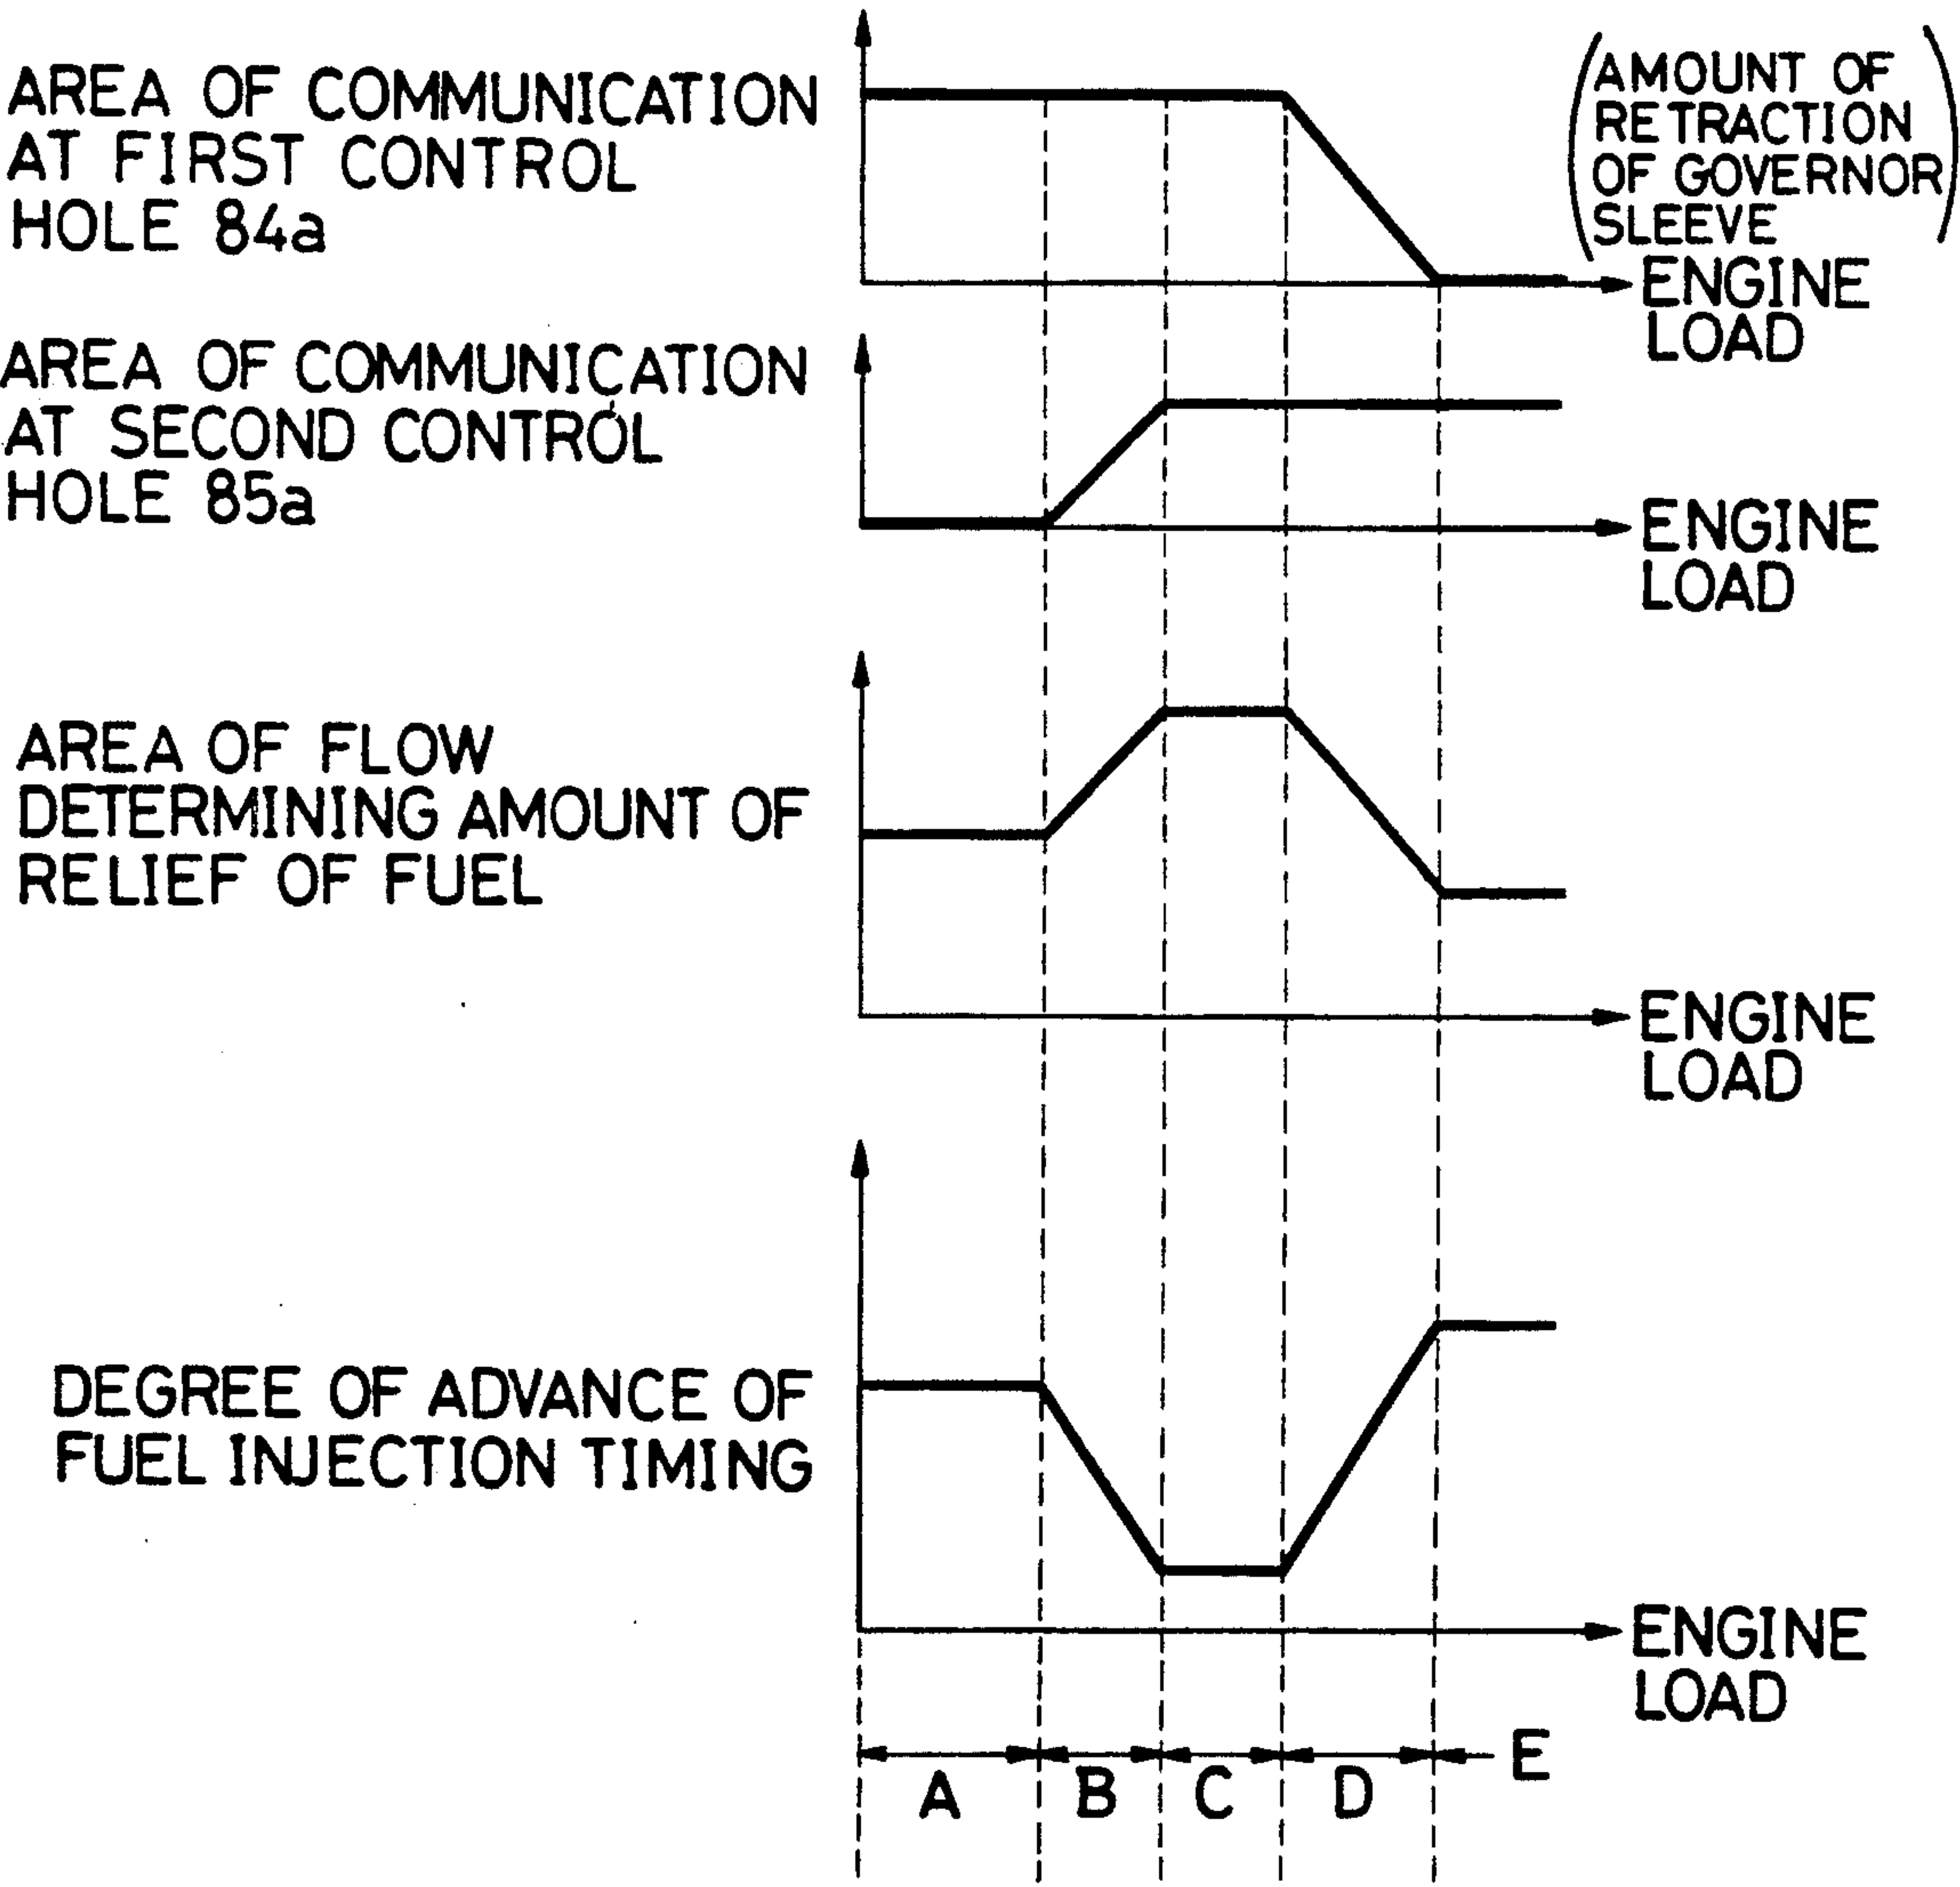 AREA OF COMMUNICATION
AT FIRST CONTROL
HOLE 84a
(AMOUNT OF
RETRACTION
OF GOVERNOR
SLEEVE)
ENGINE
LOAD
AREA OF COMMUNICATION
AT SECOND CONTROL
HOLE 85a
ENGINE
LOAD
AREA OF FLOW
DETERMINING AMOUNT OF
RELIEF OF FUEL
ENGINE
LOAD
DEGREE OF ADVANCE OF
FUEL INJECTION TIMING
ENGINE
LOAD
A B C D E